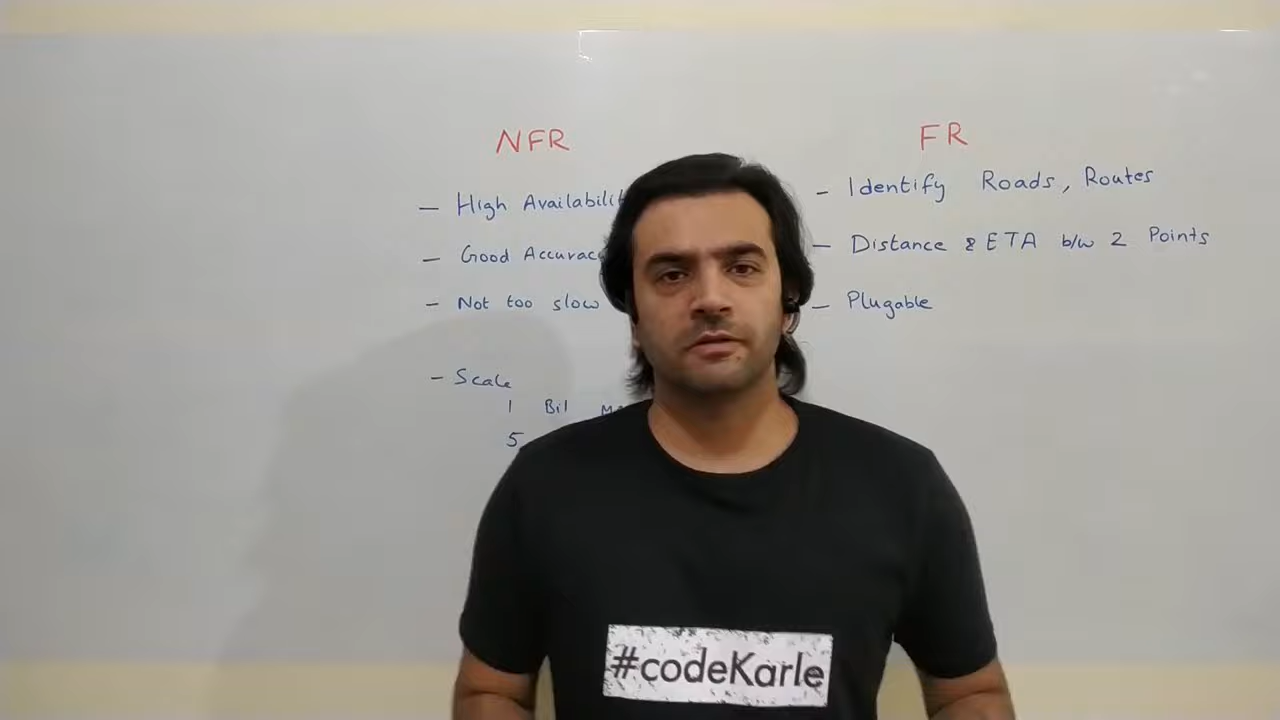 NFR
- High Availabilit
- Good Accurac
- Not too slow
- Scale
1 Bil
5
FR
- Identify Roads, Routes
- Distance & ETA b/w 2 Points
- Plugable
#codeKarle